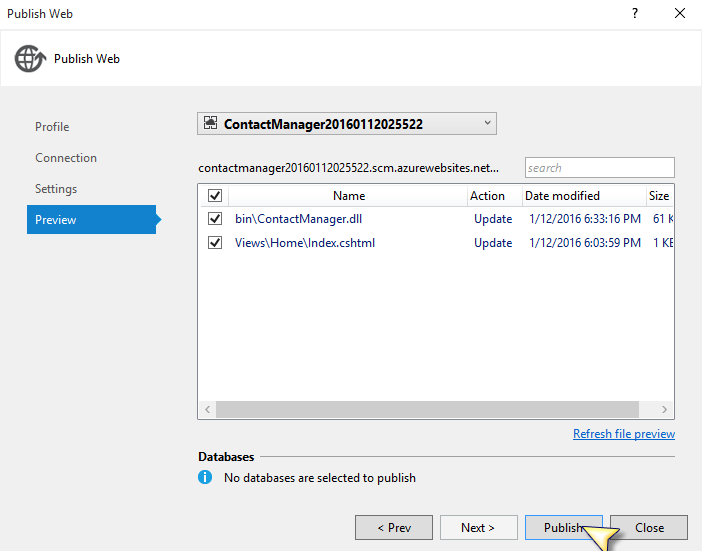 Publish Web
?
Publish Web
Profile
Connection
Settings
Preview
ContactManager20160112025522
contactmanager20160112025522.scm.azurewebsites.net...
search
Name Action Date modified Size
bin\ContactManager.dll Update 1/12/2016 6:33:16 PM 61 K
Views\Home\Index.cshtml Update 1/12/2016 6:03:59 PM 1 KB
Refresh file preview
Databases
No databases are selected to publish
< Prev Next > Publish Close